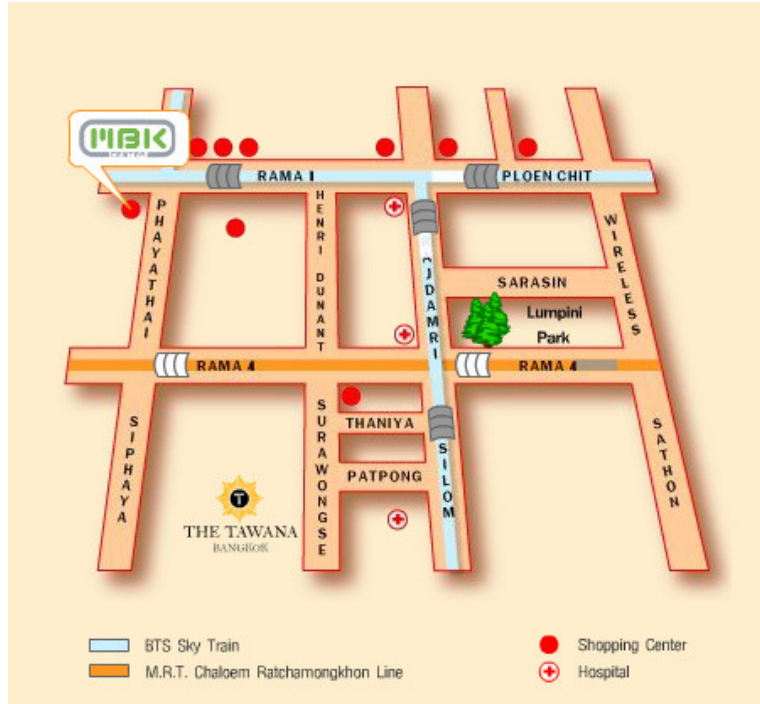 MBK
CENTER
RAMA I
PLOEN CHIT
PHAYATHAI
HENRI DUNANT
WIRELESS
SARASIN
Lumpini
Park
RAMA 4
RAMA 4
THANIYA
PATPONG
SIPHAYA
SURAWONGSE
SILOM
SATHON
T
THE TAWANA
BANGKOK
BTS Sky Train
M.R.T. Chaloem Ratchamongkhon Line
Shopping Center
Hospital